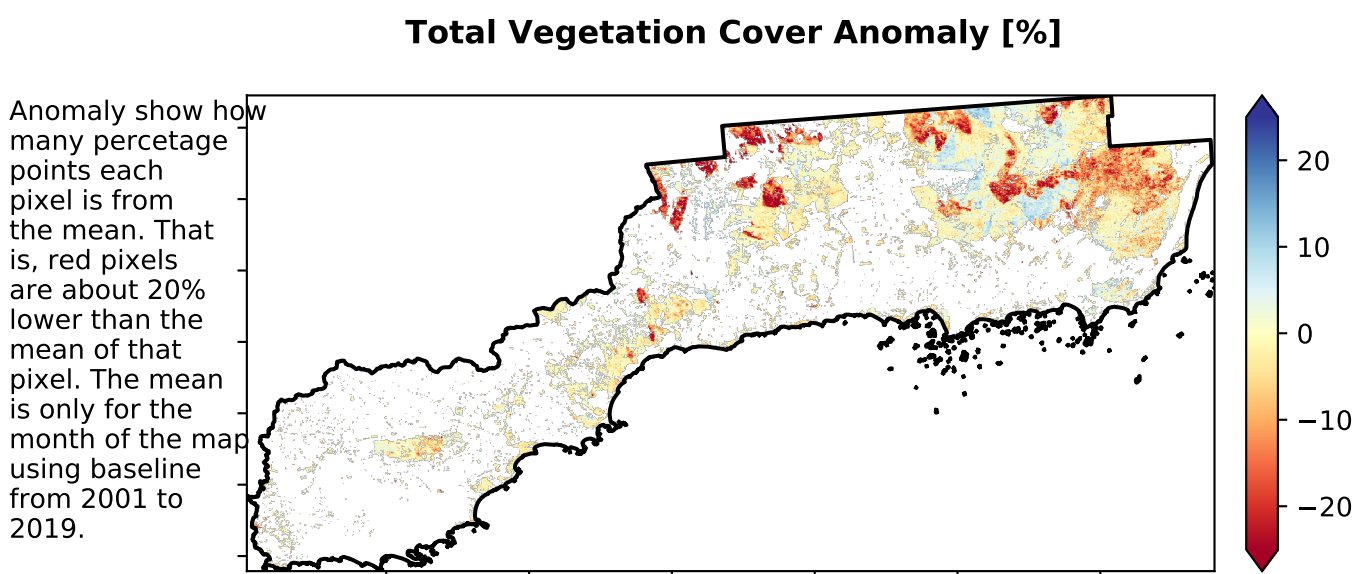 Total Vegetation Cover Anomaly [%]
Anomaly show how
many percetage
points each
pixel is from
the mean. That
is, red pixels
are about 20%
lower than the
mean of that
pixel. The mean
is only for the
month of the map
using baseline
from 2001 to
2019.
20
10
0
−10
−20